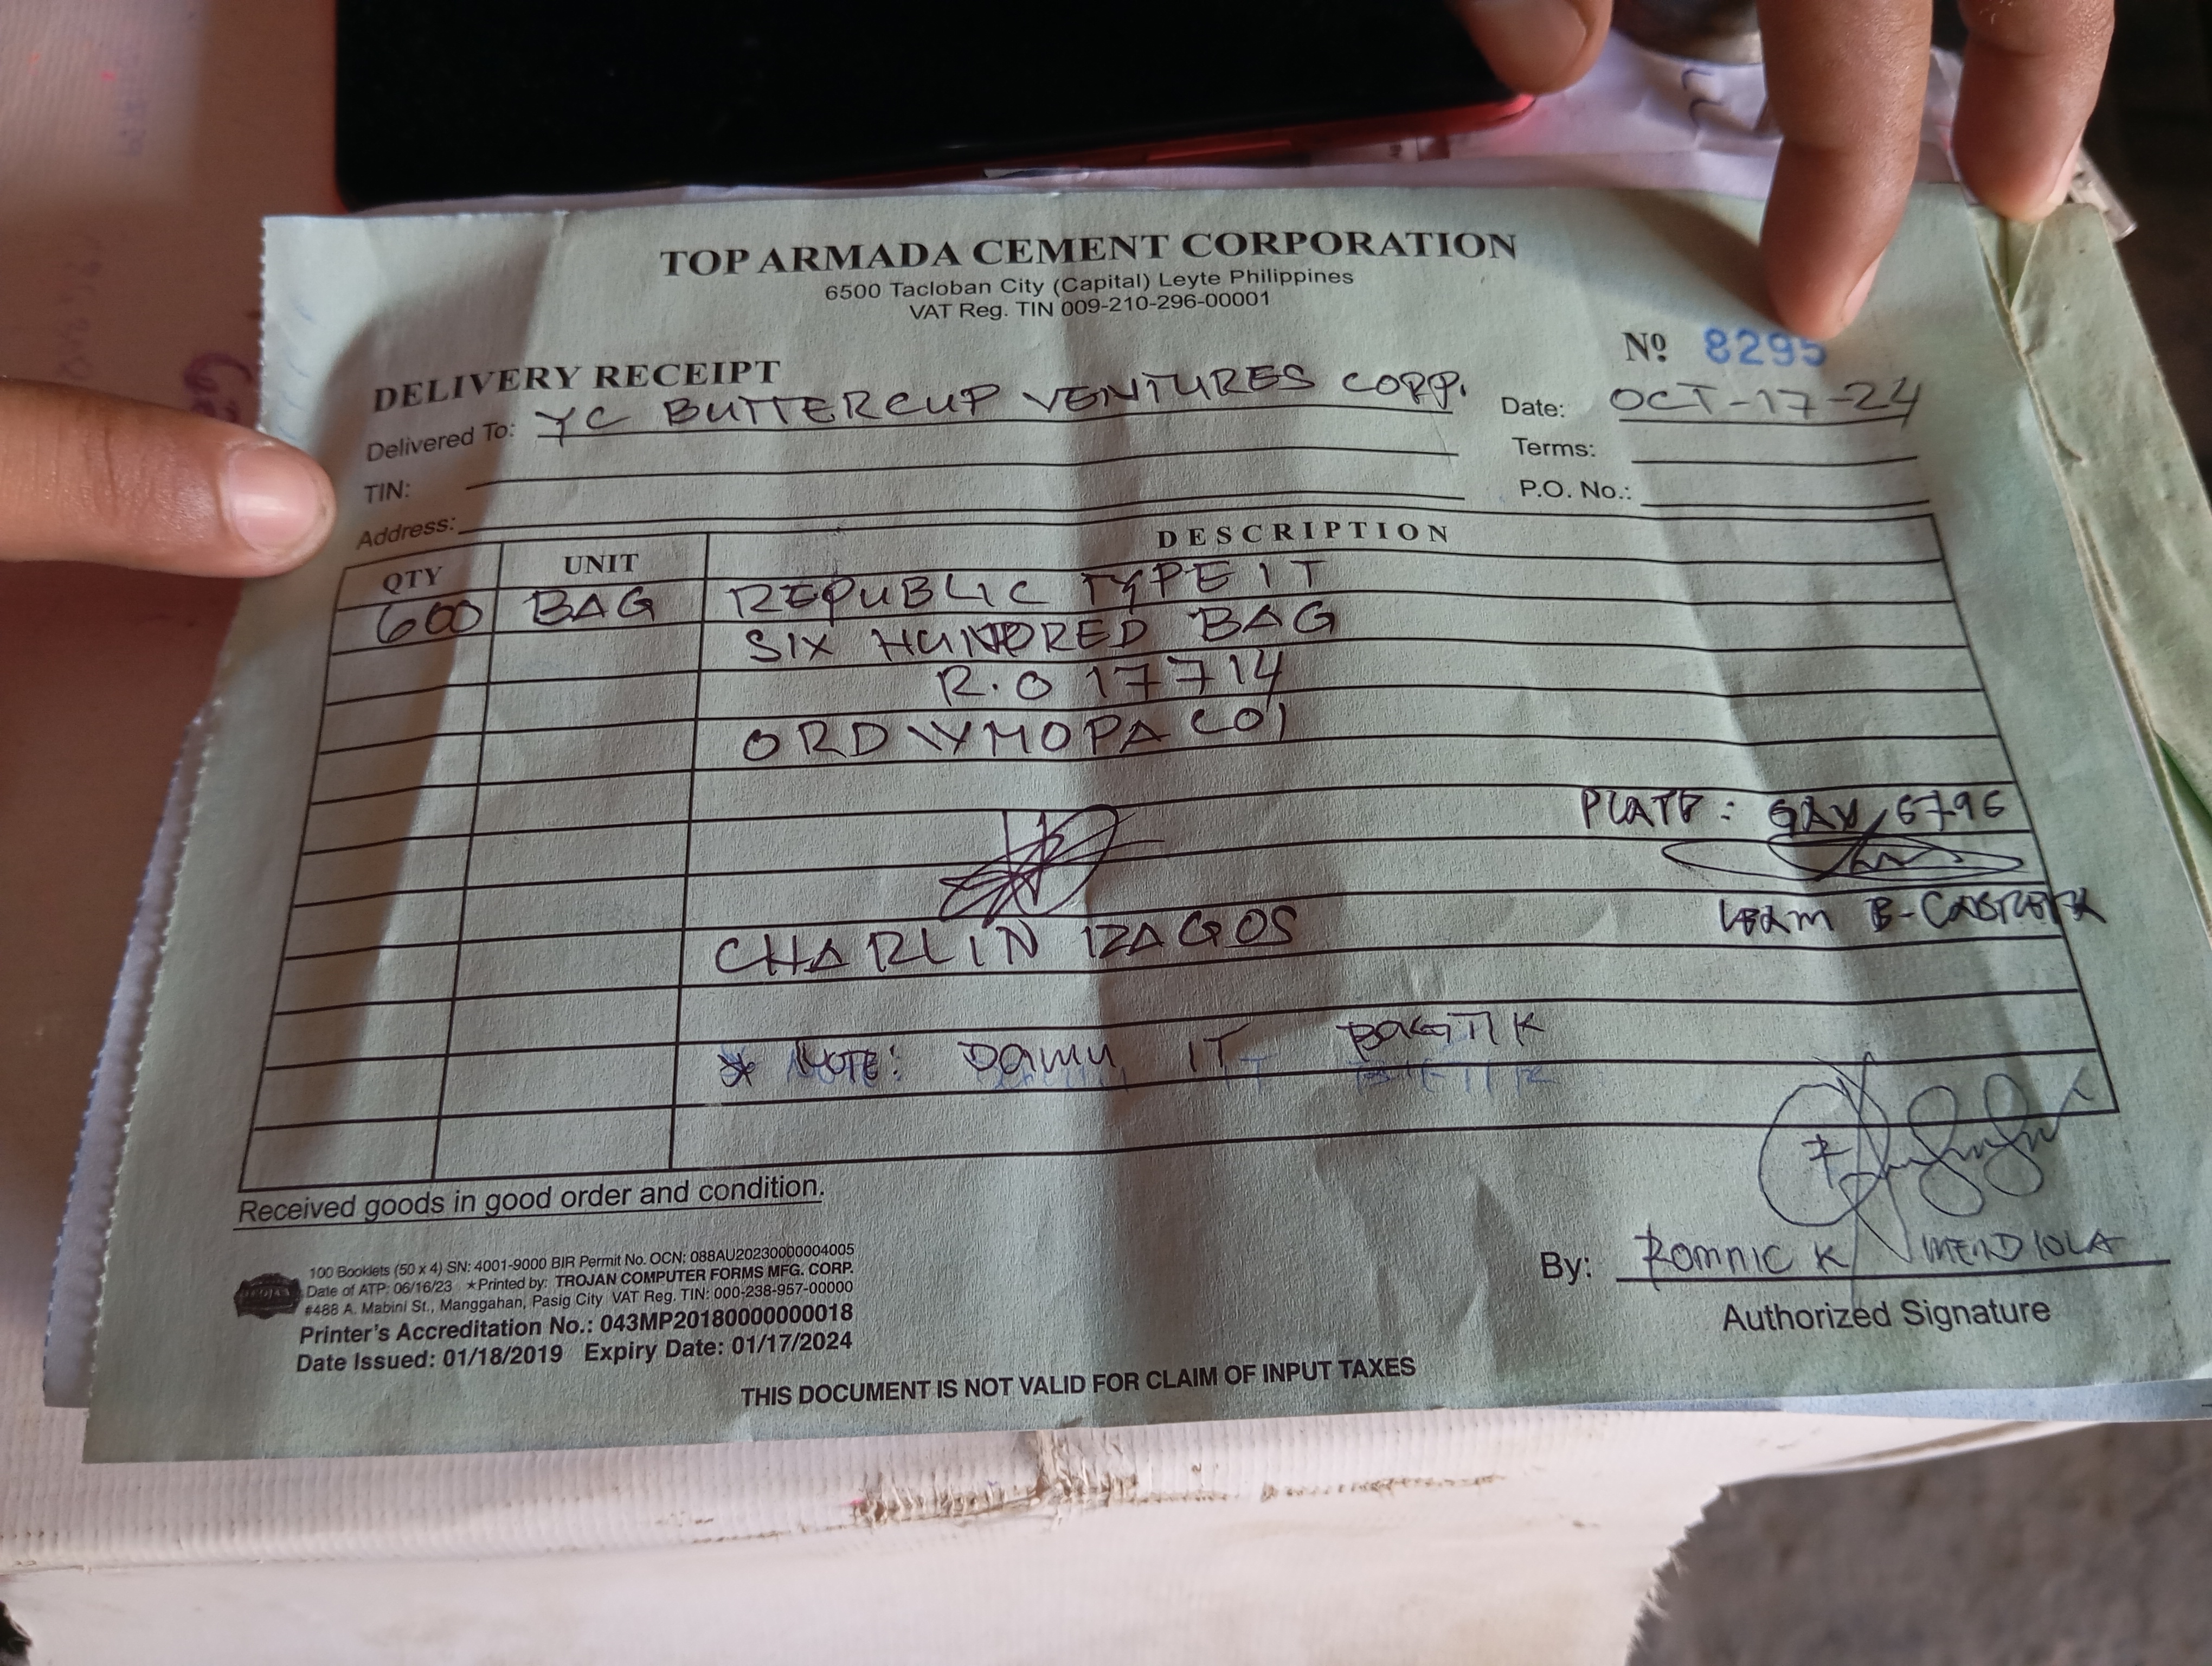 TOP ARMADA CEMENT CORPORATION
6500 Tacloban City (Capital) Leyte Philippines
VAT Reg. TIN 009-210-296-00001
Nº 8295
DELIVERY RECEIPT
Delivered To: YC BUTTERCUP VENTURES CORP.
Date: OCT-17-24
TIN:
Terms:
Address:
P.O. No.:
QTY UNIT DESCRIPTION
600 BAG REPUBLIC TYPE 1T
SIX HUNDRED BAG
R.O 17714
PLATE: 6796
CHARLIN
* NOTE: DAMU IT BAGTIK
Received goods in good order and condition.
By: ROMNIC K MENDIOLA
Authorized Signature
100 Booklets (50 x 4) SN: 4001-9000 BIR Permit No. OCN: 088AU20230000004005
Date of ATP: 06/16/23 ★Printed by: TROJAN COMPUTER FORMS MFG. CORP.
#488 A. Mabini St., Manggahan, Pasig City VAT Reg. TIN: 000-238-957-00000
Printer's Accreditation No.: 043MP20180000000018
Date Issued: 01/18/2019 Expiry Date: 01/17/2024
THIS DOCUMENT IS NOT VALID FOR CLAIM OF INPUT TAXES